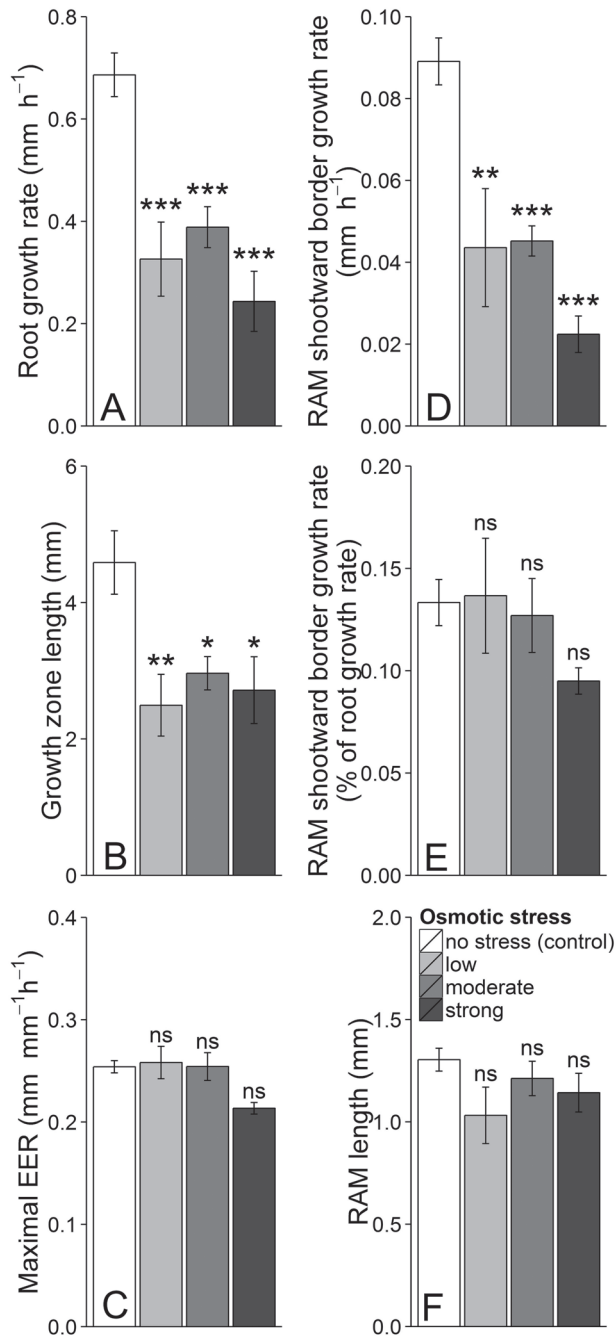 Root growth rate (mm h⁻¹)
0.8
0.6
0.4
0.2
0.0
***
***
***
A
RAM shootward border growth rate
(mm h⁻¹)
0.10
0.08
0.06
0.04
0.02
0.00
**
***
***
D
Growth zone length (mm)
6
4
2
0
**
*
*
B
RAM shootward border growth rate
(% of root growth rate)
0.20
0.15
0.10
0.05
0.00
ns
ns
ns
E
Maximal EER (mm mm⁻¹h⁻¹)
0.4
0.3
0.2
0.1
0.0
ns
ns
ns
C
RAM length (mm)
2.0
1.5
1.0
0.5
0.0
Osmotic stress
no stress (control)
low
moderate
strong
ns
ns
ns
F